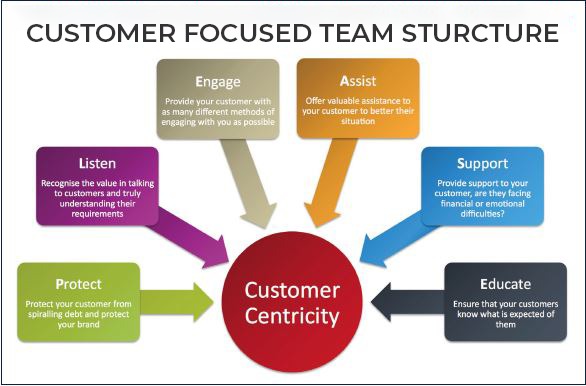 CUSTOMER FOCUSED TEAM STURCTURE
Engage
Provide your customer with
as many different methods of
engaging with you as possible
Assist
Offer valuable assistance to
your customer to better their
situation
Listen
Recognise the value in talking
to customers and truly
understanding their
requirements
Support
Provide support to your
customer, are they facing
financial or emotional
difficulties?
Protect
Protect your customer from
spiralling debt and protect
your brand
Customer
Centricity
Educate
Ensure that your customers
know what is expected of
them